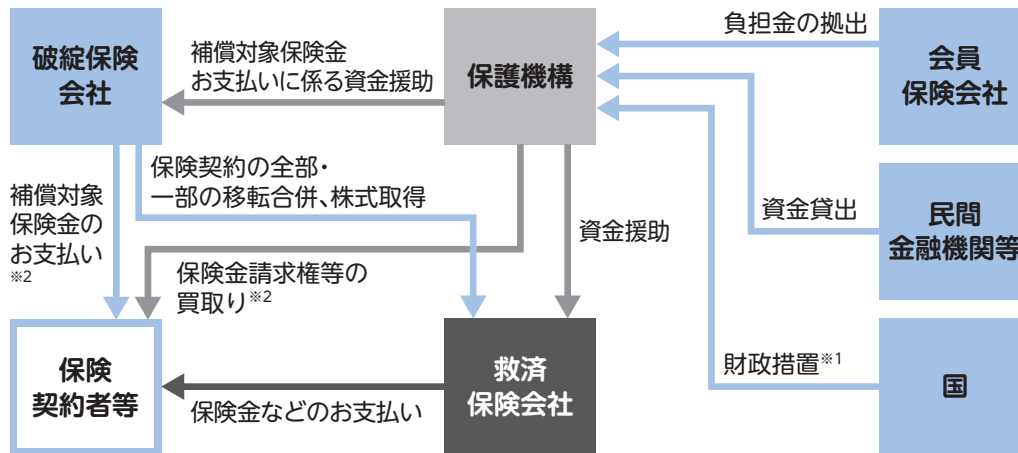 破綻保険
会社
補償対象保険金
お支払いに係る資金援助
保護機構
負担金の拠出
会員
保険会社
保険契約の全部・
一部の移転合併、株式取得
補償対象
保険金の
お支払い
※2
資金援助
資金貸出
民間
金融機関等
保険金請求権等の
買取り※2
保険
契約者等
保険金などのお支払い
救済
保険会社
財政措置※1
国